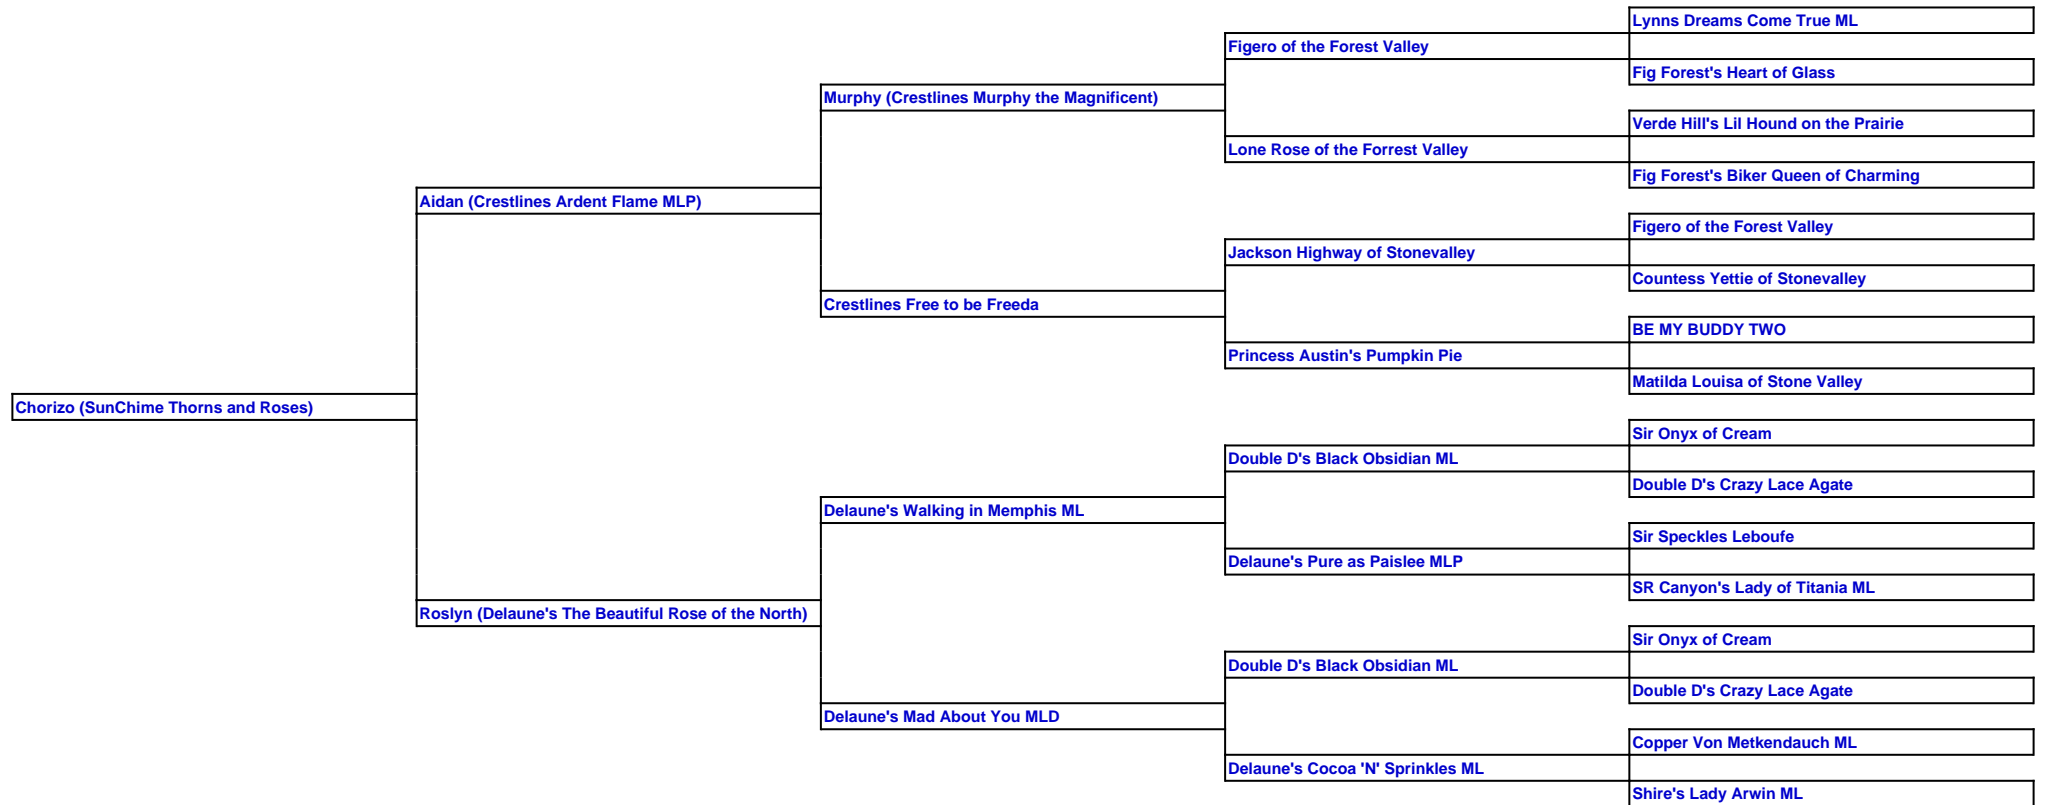 Lynns Dreams Come True ML
Figero of the Forest Valley
Fig Forest's Heart of Glass
Murphy (Crestlines Murphy the Magnificent)
Verde Hill's Lil Hound on the Prairie
Lone Rose of the Forrest Valley
Fig Forest's Biker Queen of Charming
Aidan (Crestlines Ardent Flame MLP)
Figero of the Forest Valley
Jackson Highway of Stonevalley
Countess Yettie of Stonevalley
Crestlines Free to be Freeda
BE MY BUDDY TWO
Princess Austin's Pumpkin Pie
Matilda Louisa of Stone Valley
Chorizo (SunChime Thorns and Roses)
Sir Onyx of Cream
Double D's Black Obsidian ML
Double D's Crazy Lace Agate
Delaune's Walking in Memphis ML
Sir Speckles Leboufe
Delaune's Pure as Paislee MLP
SR Canyon's Lady of Titania ML
Roslyn (Delaune's The Beautiful Rose of the North)
Sir Onyx of Cream
Double D's Black Obsidian ML
Double D's Crazy Lace Agate
Delaune's Mad About You MLD
Copper Von Metkendauch ML
Delaune's Cocoa 'N' Sprinkles ML
Shire's Lady Arwin ML